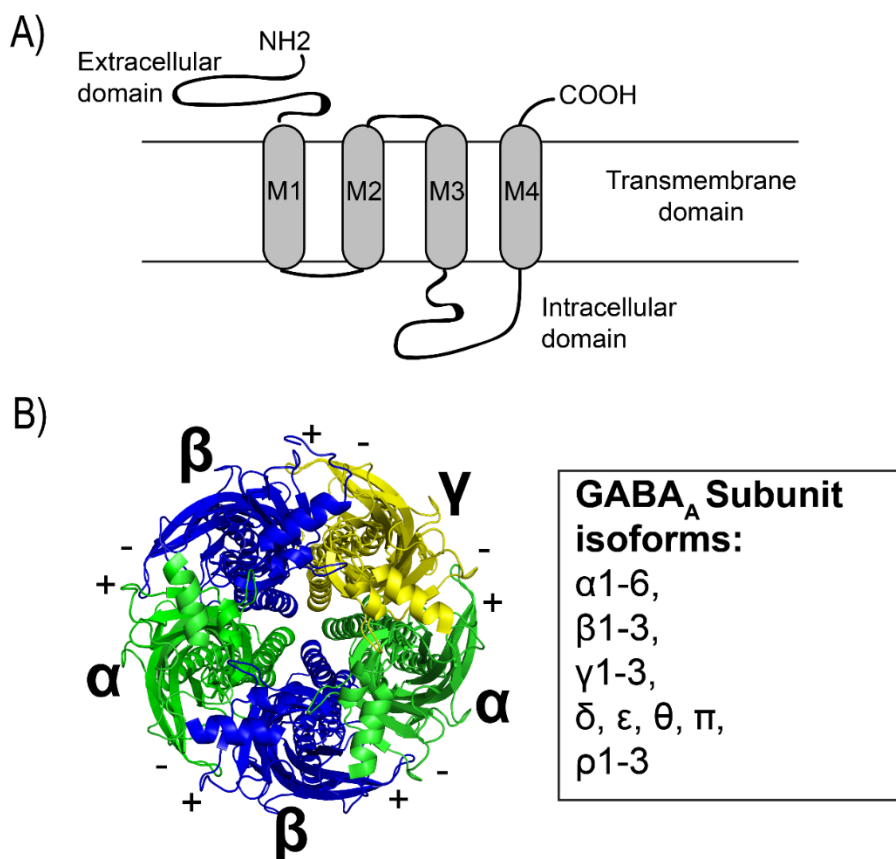 A)
NH2
Extracellular
domain
COOH
M1 M2 M3 M4
Transmembrane
domain
Intracellular
domain
B)
β + -
γ
- -
+ +
α α
- -
+ +
β
GABAA Subunit
isoforms:
α1-6,
β1-3,
γ1-3,
δ, ε, θ, π,
ρ1-3